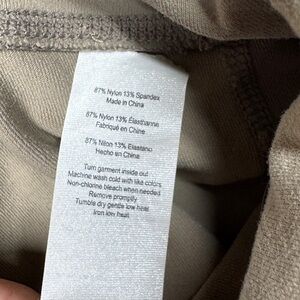 87% Nylon 13% Spandex
Made in China
87% Nylon 13% Élasthanne
Fabriqué en Chine
87% Nilon 13% Elastano
Hecho en China
Turn garment inside out
Machine wash cold with like colors
Non-chlorine bleach when needed
Remove promptly
Tumble dry gentle low heat
Iron low heat